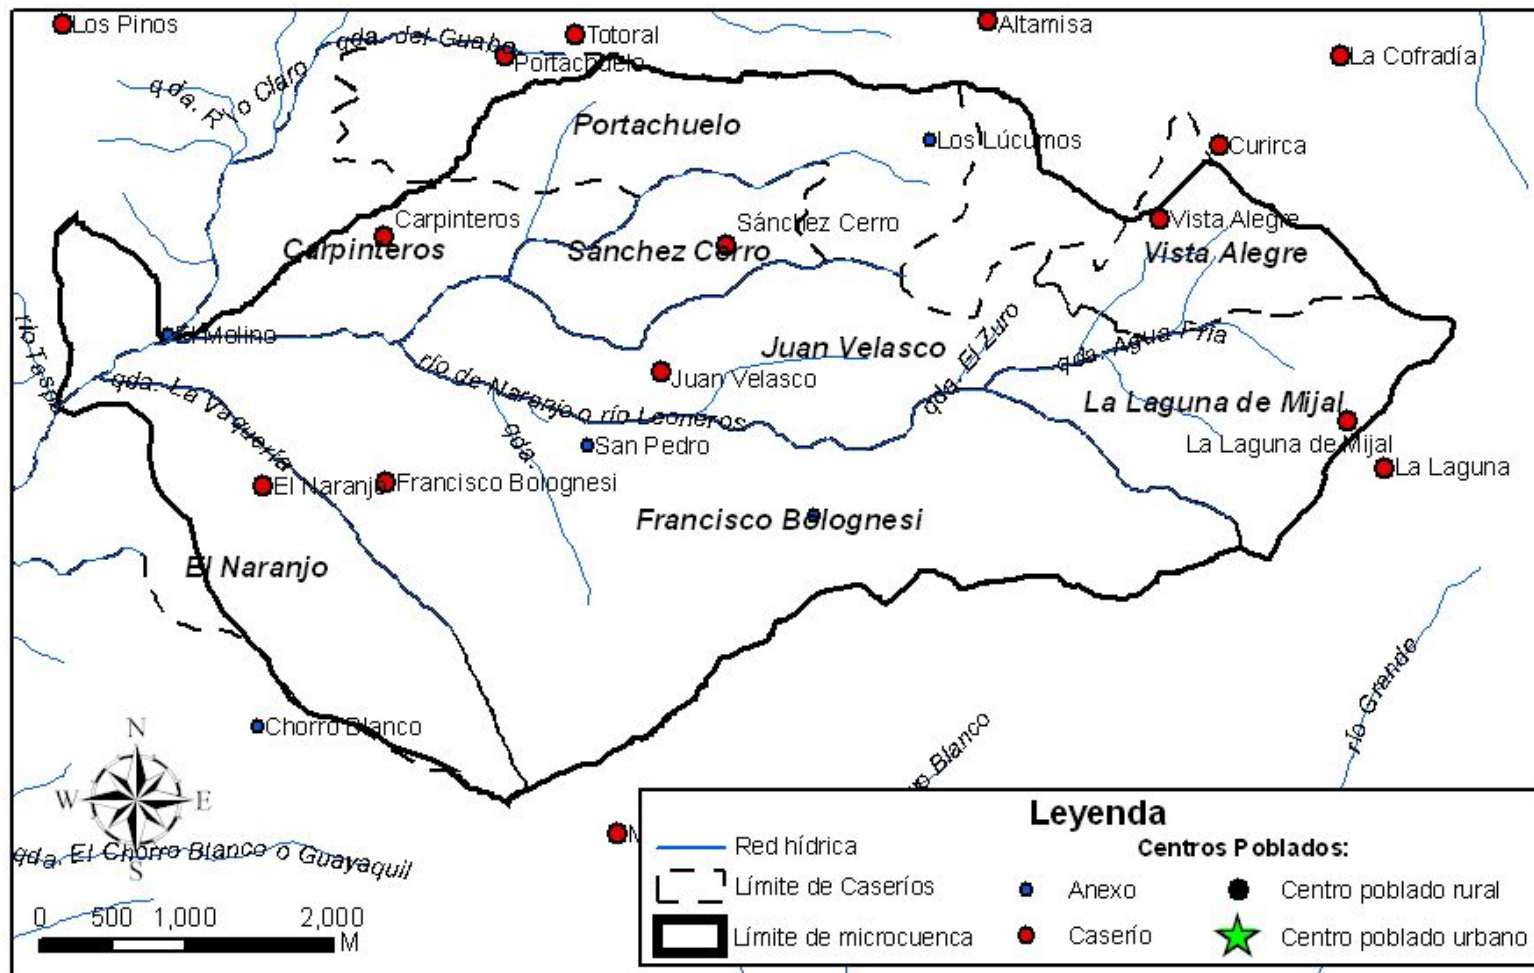 Los Pinos
Totoral
Altamisa
La Cofradía
qda. del Guabo
Portachuelo
qda. R Yo Claro
Portachuelo
Los Lúcumos
Curirca
Carpinteros
Carpinteros
Sánchez Cerro
Sánchez Cerro
Vista Alegre
Vista Alegre
río Taspa
El Molino
Juan Velasco
qda. El Zuro
qda. Agua Fría
qda. La Vaquería
río de Naranjo o río Leoneros
Juan Velasco
La Laguna de Mijal
La Laguna de Mijal
La Laguna
qda.
San Pedro
El Naranjo
Francisco Bolognesi
Francisco Bolognesi
El Naranjo
río Grande
Chorro Blanco
Blanco
N
W E
S
qda. El Chorro Blanco o Guayaquil
0 500 1,000 2,000
M
Leyenda
Red hídrica
Límite de Caseríos
Límite de microcuenca
Centros Poblados:
Anexo
Caserío
Centro poblado rural
Centro poblado urbano